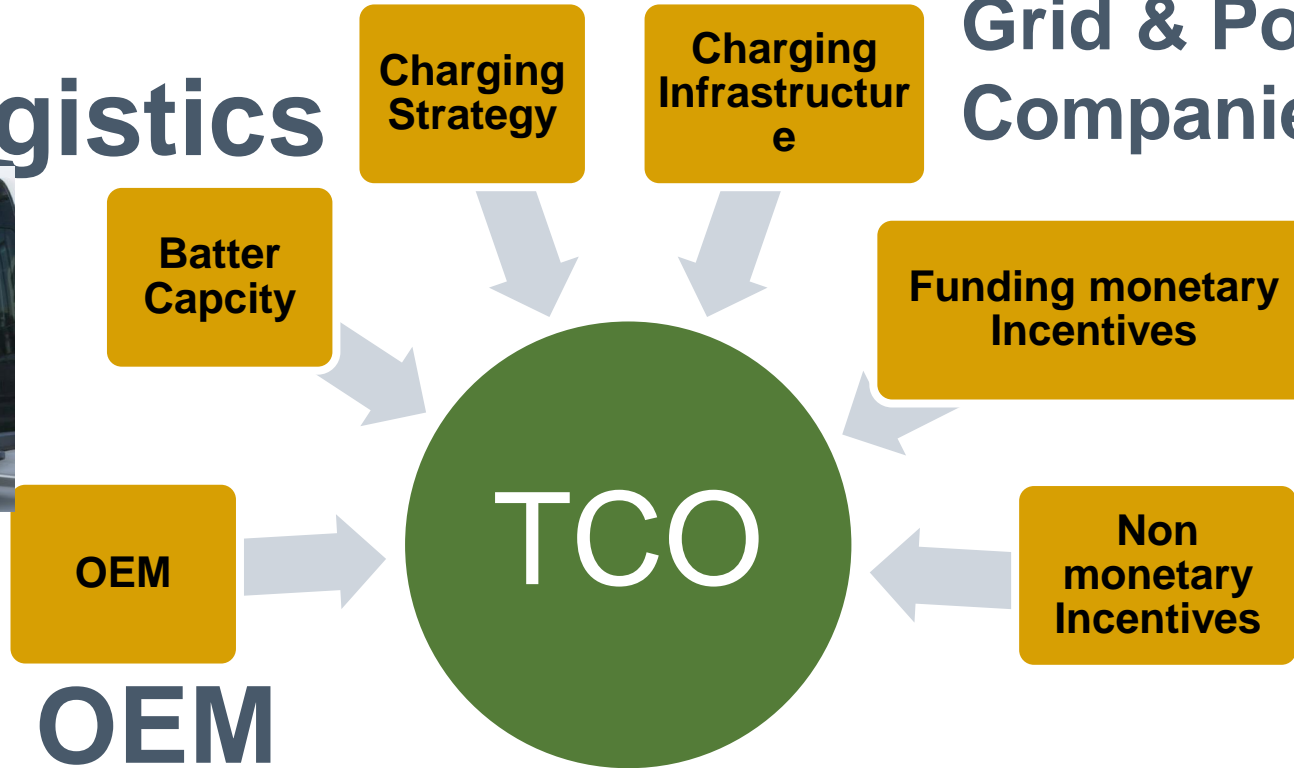 Grid & Po
Companie
gistics
Charging
Strategy
Charging
Infrastructur
e
Batter
Capcity
Funding monetary
Incentives
TCO
OEM
Non
monetary
Incentives
OEM